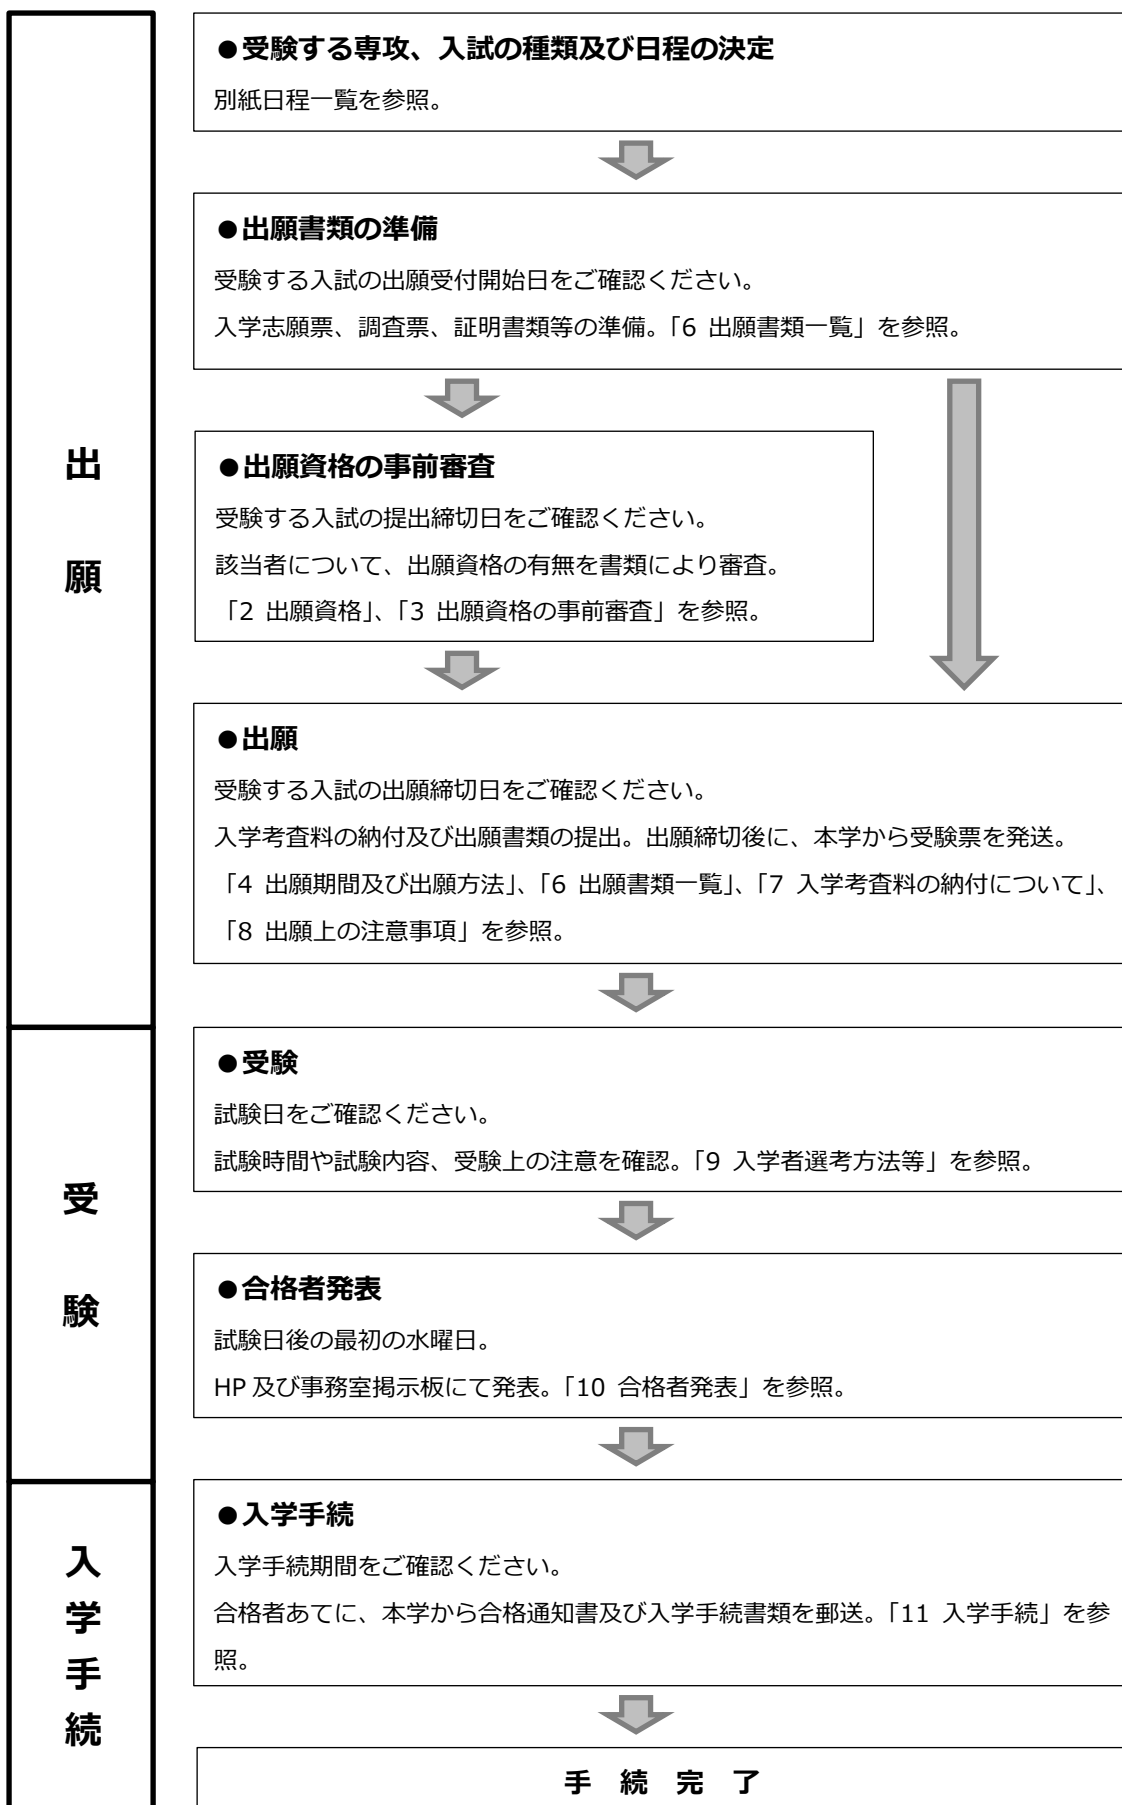 出願
●受験する専攻、入試の種類及び日程の決定
別紙日程一覧を参照。
●出願書類の準備
受験する入試の出願受付開始日をご確認ください。
入学志願票、調査票、証明書類等の準備。「6 出願書類一覧」を参照。
●出願資格の事前審査
受験する入試の提出締切日をご確認ください。
該当者について、出願資格の有無を書類により審査。
「2 出願資格」、「3 出願資格の事前審査」を参照。
●出願
受験する入試の出願締切日をご確認ください。
入学考査料の納付及び出願書類の提出。出願締切後に、本学から受験票を発送。
「4 出願期間及び出願方法」、「6 出願書類一覧」、「7 入学考査料の納付について」、
「8 出願上の注意事項」を参照。
受験
●受験
試験日をご確認ください。
試験時間や試験内容、受験上の注意を確認。「9 入学者選考方法等」を参照。
●合格者発表
試験日後の最初の水曜日。
HP 及び事務室掲示板にて発表。「10 合格者発表」を参照。
入学手続
●入学手続
入学手続期間をご確認ください。
合格者あてに、本学から合格通知書及び入学手続書類を郵送。「11 入学手続」を参
照。
手 続 完 了